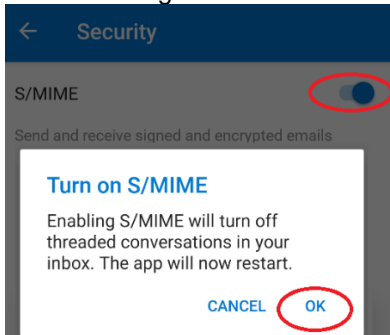 ← Security
S/MIME
Send and receive signed and encrypted emails
Turn on S/MIME
Enabling S/MIME will turn off
threaded conversations in your
inbox. The app will now restart.
CANCEL OK